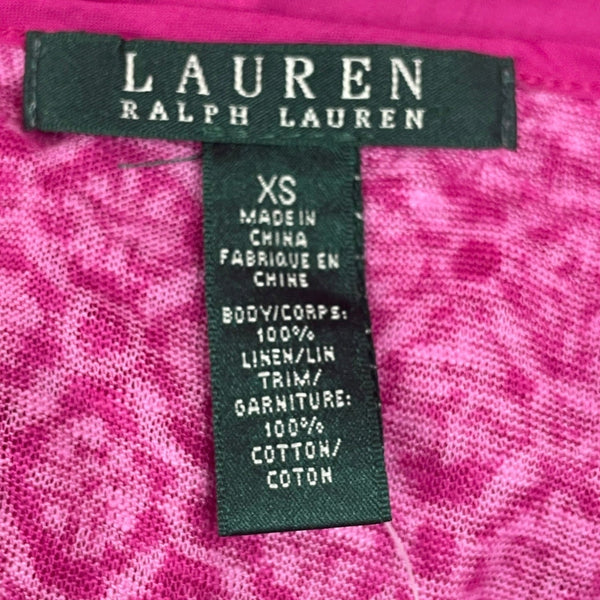 LAUREN
RALPH LAUREN
XS
MADE IN
CHINA
FABRIQUE EN
CHINE
BODY/CORPS:
100%
LINEN/LIN
TRIM/
GARNITURE:
100%
COTTON/
COTON